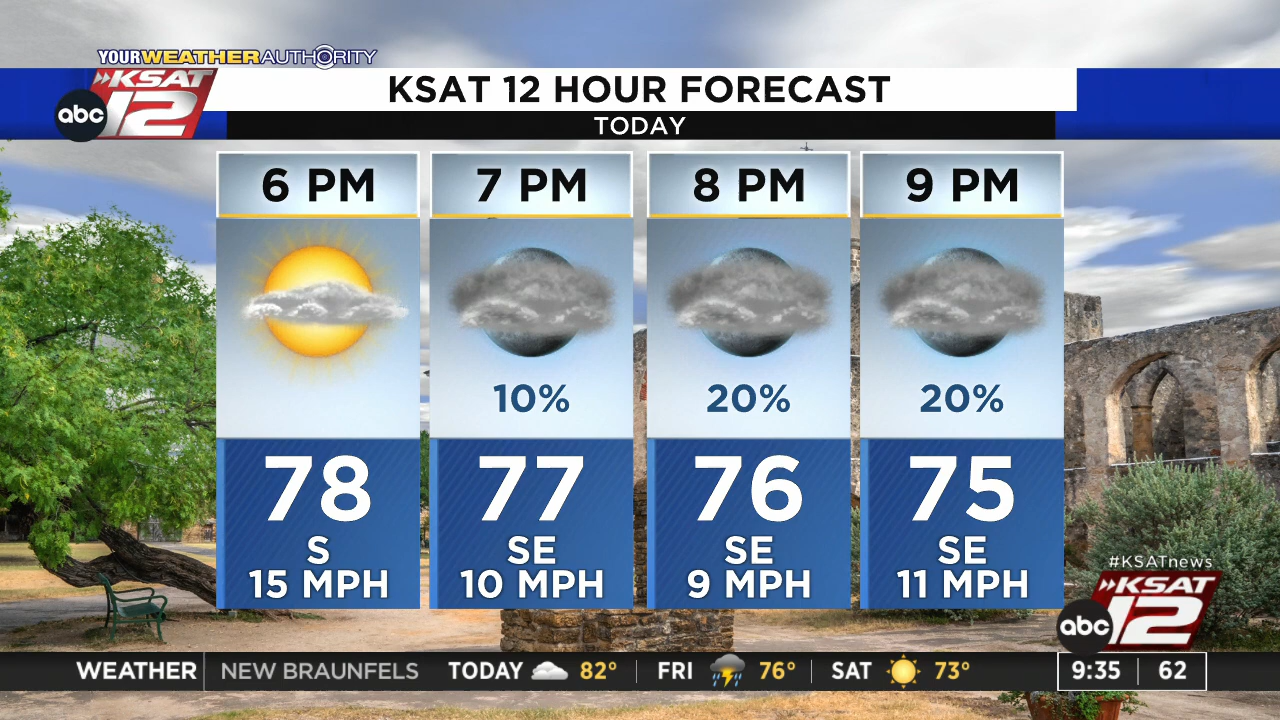 YOURWEATHERAUTHORITY
KSAT
abc 12
KSAT 12 HOUR FORECAST
TODAY
6 PM 7 PM 8 PM 9 PM
10% 20% 20%
78 77 76 75
S SE SE SE
15 MPH 10 MPH 9 MPH 11 MPH
#KSATnews
KSAT
abc 12
WEATHER NEW BRAUNFELS TODAY 82° FRI 76° SAT 73° 9:35 62